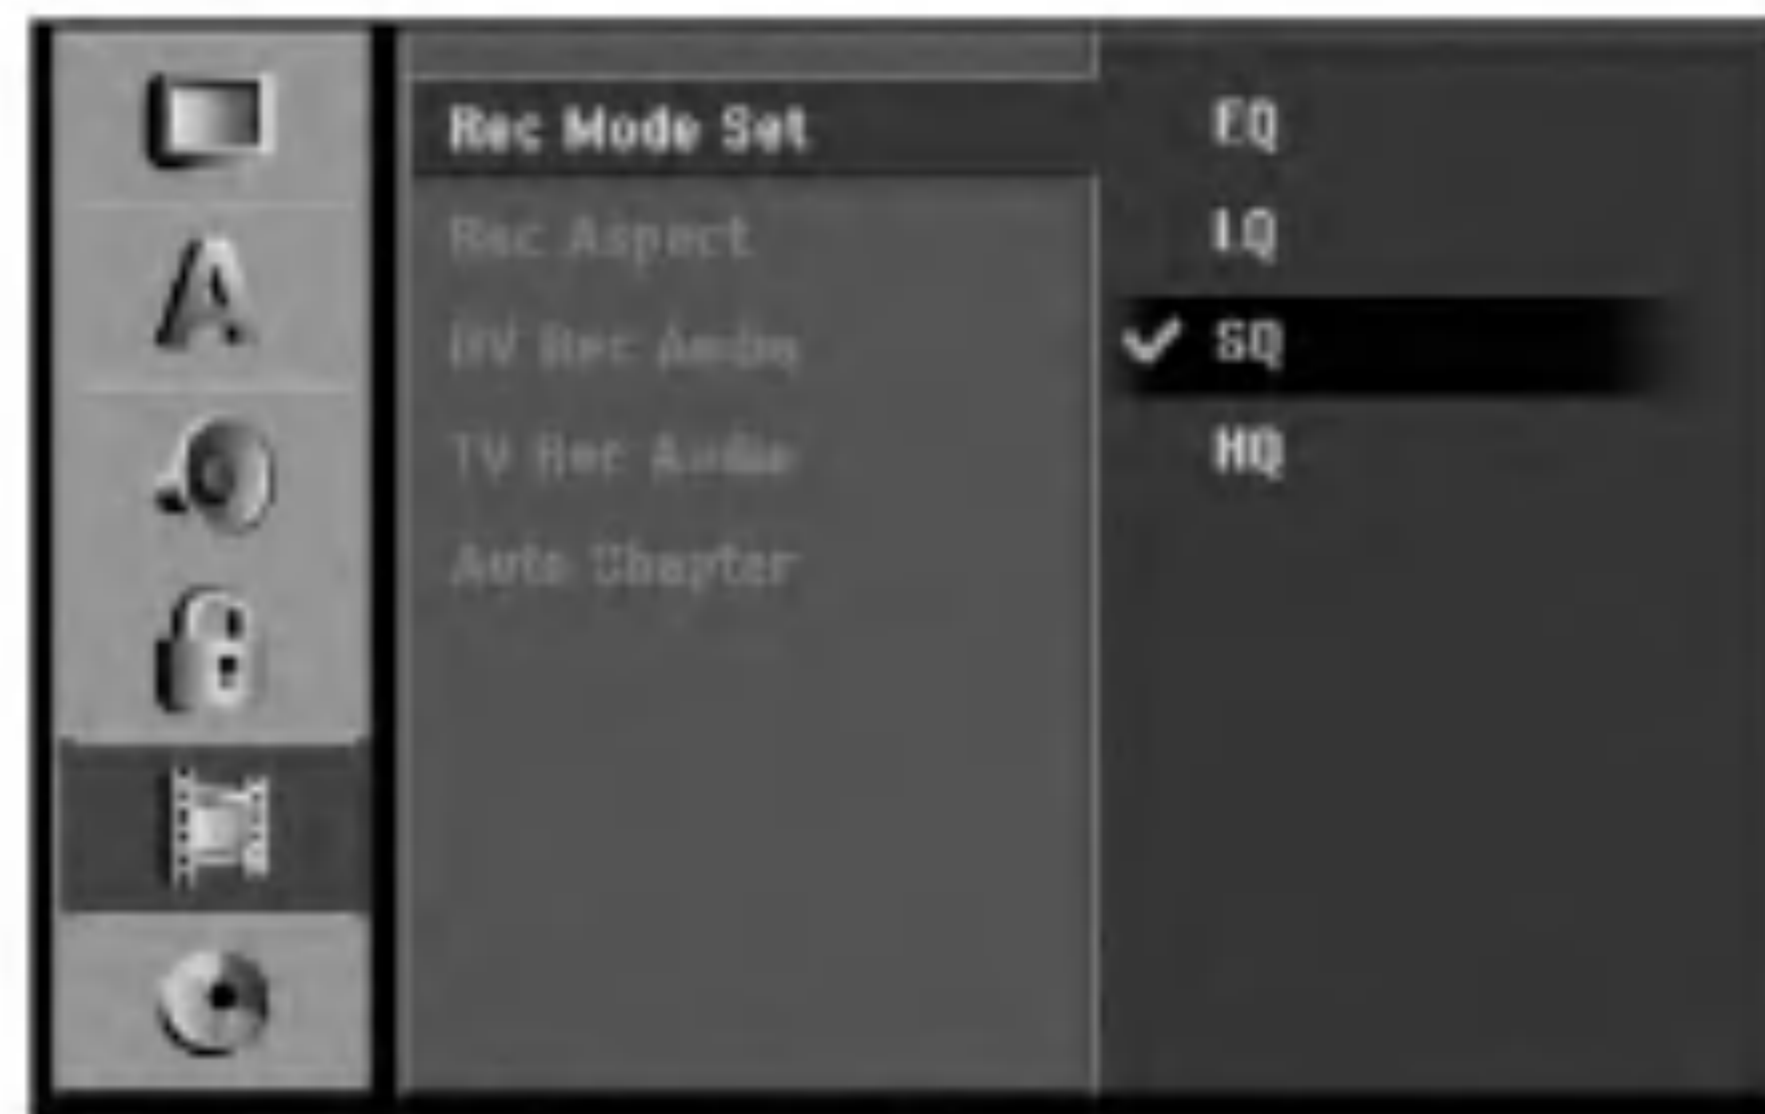 Rec Mode Set
Rec Aspect
DV Rec Audio
TV Rec Audio
Auto Chapter
EQ
LQ
SQ
HQ